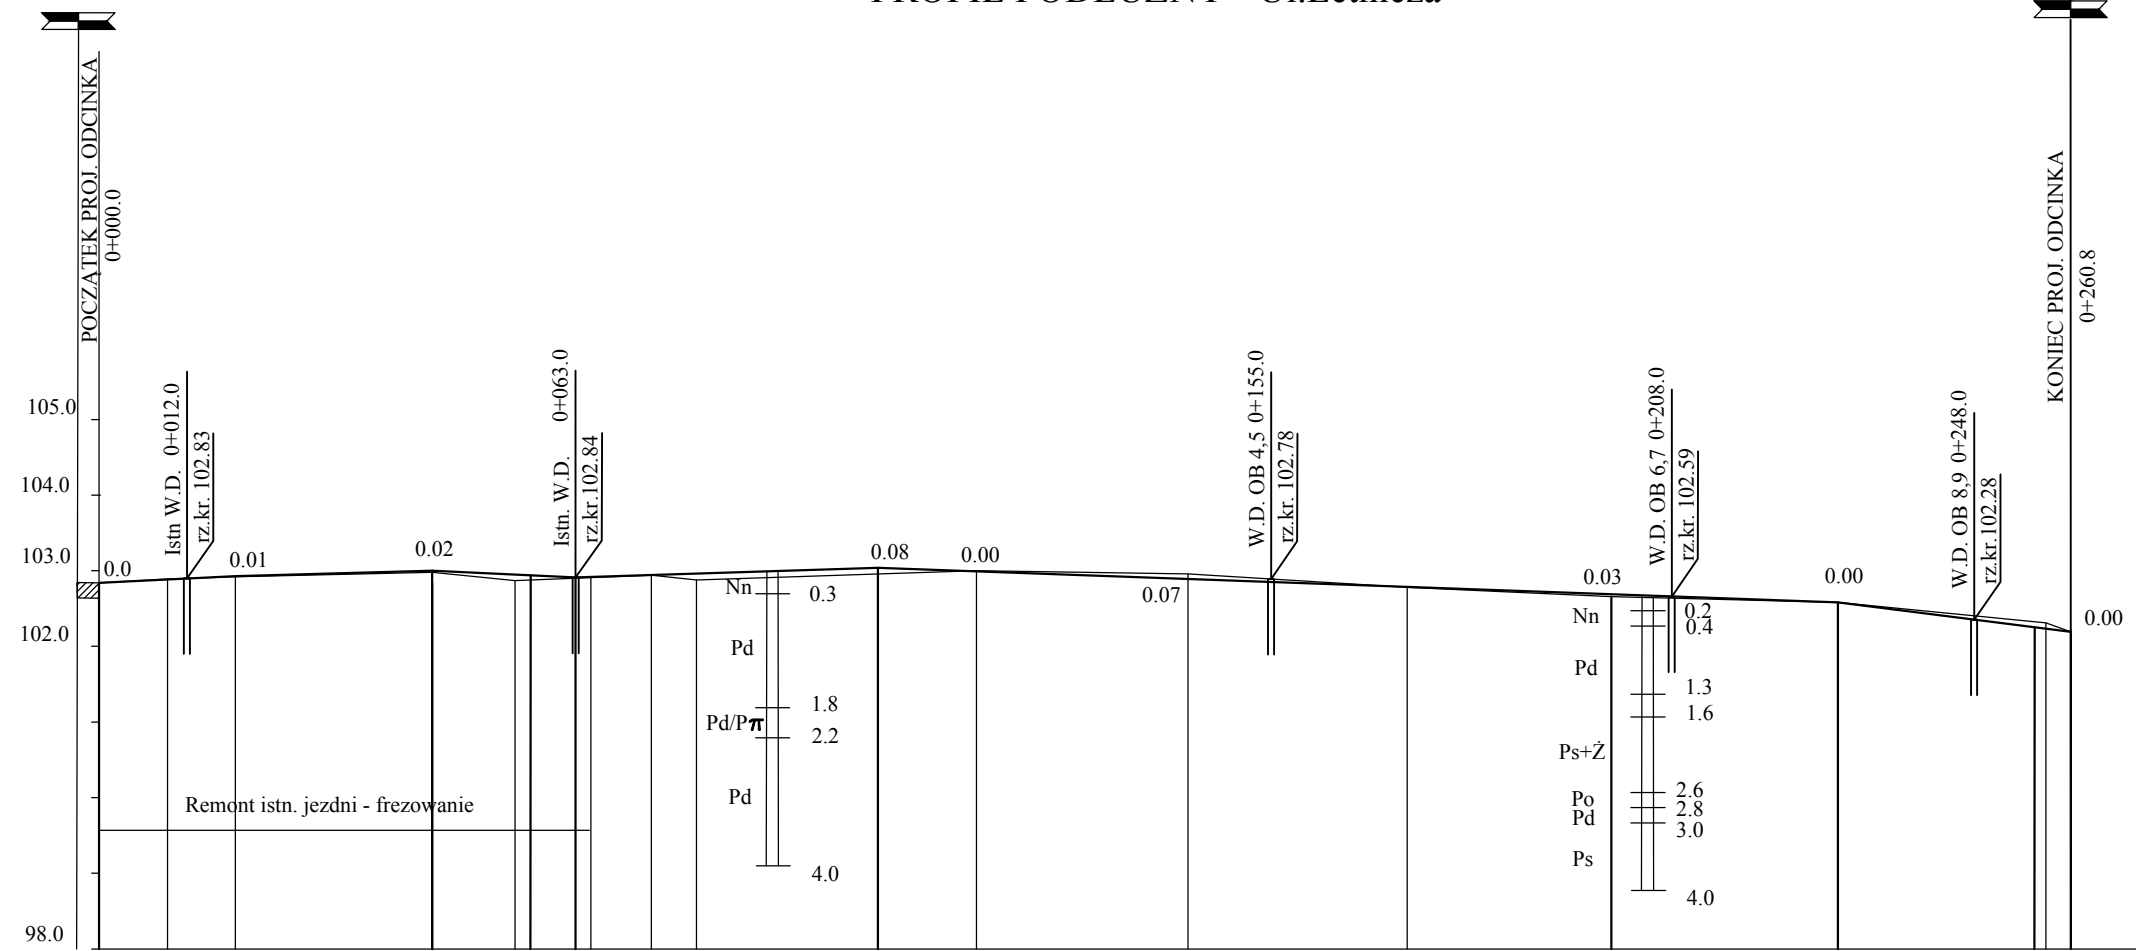 POCZĄTEK PROJ. ODCINKA
0+000.0
KONIEC PROJ. ODCINKA
0+260.8
105.0
104.0
103.0
102.0
98.0
Istn W.D. 0+012.0
rz.kr. 102.83
Istn. W.D. 0+063.0
rz.kr.102.84
W.D. OB 4,5 0+155.0
rz.kr. 102.78
W.D. OB 6,7 0+208.0
rz.kr. 102.59
W.D. OB 8,9 0+248.0
rz.kr.102.28
0.0
0.01
0.02
0.08
0.00
0.07
0.03
0.00
0.00
Nn
0.3
Pd
1.8
Pd/Pπ
2.2
Pd
4.0
Nn
0.2
0.4
Pd
1.3
1.6
Ps+Ż
2.6
Po
2.8
Pd
3.0
Ps
4.0
Remont istn. jezdni - frezowanie